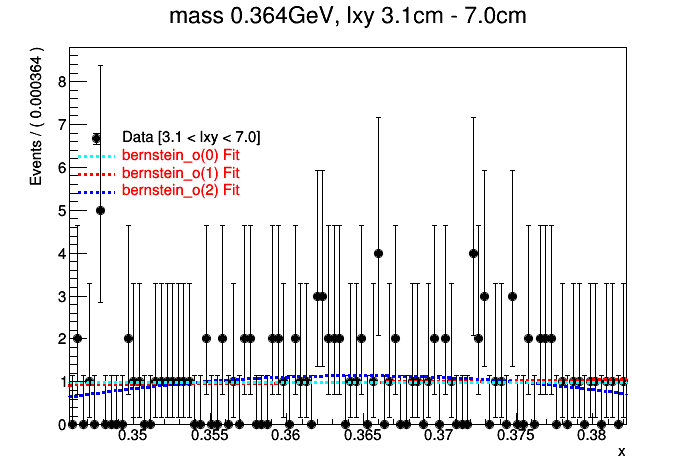 mass 0.364GeV, lxy 3.1cm - 7.0cm
Events / ( 0.000364 )
8
7
6
5
4
3
2
1
0
Data [3.1 < lxy < 7.0]
bernstein_o(0) Fit
bernstein_o(1) Fit
bernstein_o(2) Fit
0.35 0.355 0.36 0.365 0.37 0.375 0.38
x